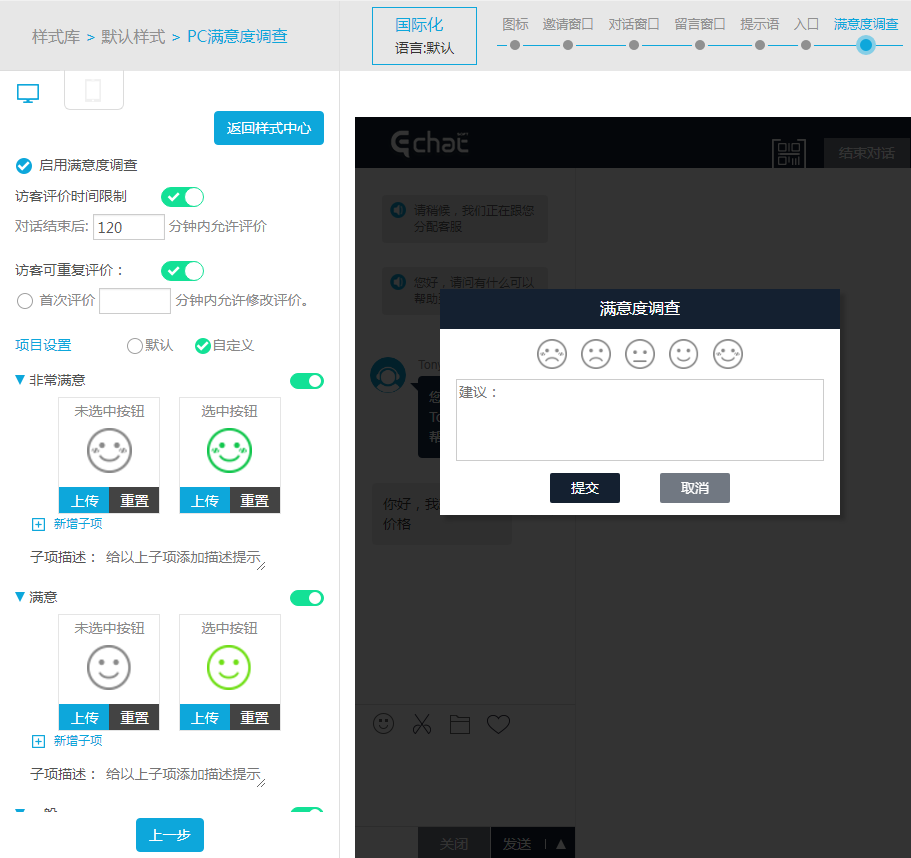 样式库 > 默认样式 > PC满意度调查
国际化
语言:默认
图标 邀请窗口 对话窗口 留言窗口 提示语 入口 满意度调查
返回样式中心
启用满意度调查
访客评价时间限制
对话结束后: 120 分钟内允许评价
访客可重复评价：
首次评价 分钟内允许修改评价。
项目设置 默认 自定义
非常满意
未选中按钮 选中按钮
上传 重置 上传 重置
新增子项
子项描述： 给以上子项添加描述提示
满意
未选中按钮 选中按钮
上传 重置 上传 重置
新增子项
子项描述： 给以上子项添加描述提示
上一步
chat
结束对话
请稍候，我们正在跟您
分配客服
您好，请问有什么可以
帮助
Tom
您
To
帮
你好，我
价格
满意度调查
建议：
提交 取消
关闭 发送